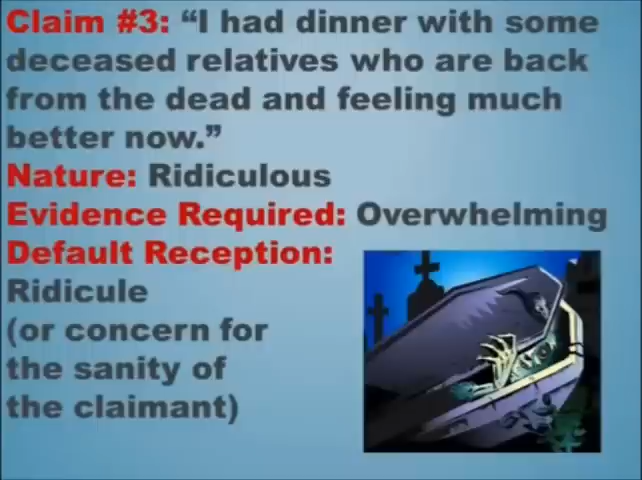 Claim #3: “I had dinner with some
deceased relatives who are back
from the dead and feeling much
better now.”
Nature: Ridiculous
Evidence Required: Overwhelming
Default Reception:
Ridicule
(or concern for
the sanity of
the claimant)